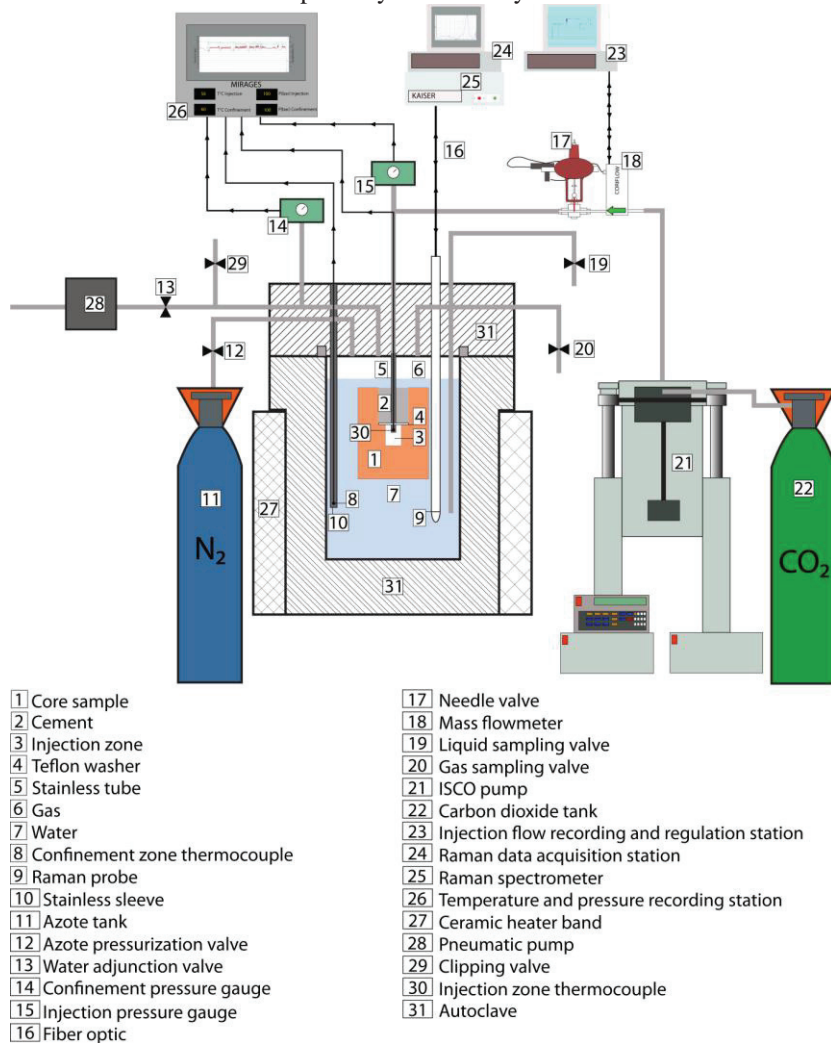 24
23
MIRAGES
T°C Injection
P(bar) Injection
T°C Confinement
P(bar) Confinement
26
KAISER
25
16
17
18
CORIFLOW
15
14
29
19
28
13
31
12
20
5
6
2
4
30
3
1
21
11
27
8
7
22
10
9
N₂
CO₂
31
1 Core sample
2 Cement
3 Injection zone
4 Teflon washer
5 Stainless tube
6 Gas
7 Water
8 Confinement zone thermocouple
9 Raman probe
10 Stainless sleeve
11 Azote tank
12 Azote pressurization valve
13 Water adjunction valve
14 Confinement pressure gauge
15 Injection pressure gauge
16 Fiber optic
17 Needle valve
18 Mass flowmeter
19 Liquid sampling valve
20 Gas sampling valve
21 ISCO pump
22 Carbon dioxide tank
23 Injection flow recording and regulation station
24 Raman data acquisition station
25 Raman spectrometer
26 Temperature and pressure recording station
27 Ceramic heater band
28 Pneumatic pump
29 Clipping valve
30 Injection zone thermocouple
31 Autoclave